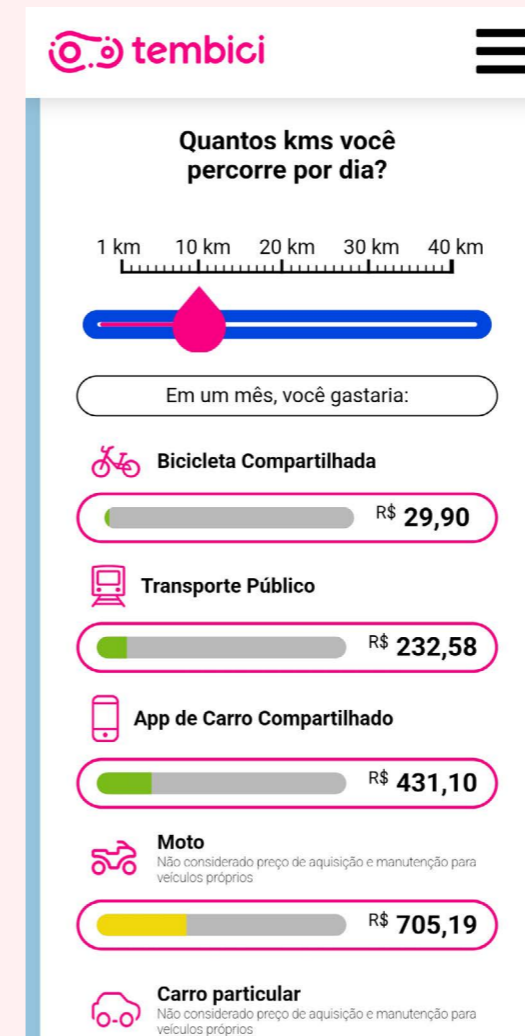 tembici
Quantos kms você
percorre por dia?
1 km 10 km 20 km 30 km 40 km
Em um mês, você gastaria:
Bicicleta Compartilhada
R$ 29,90
Transporte Público
R$ 232,58
App de Carro Compartilhado
R$ 431,10
Moto
Não considerado preço de aquisição e manutenção para
veículos próprios
R$ 705,19
Carro particular
Não considerado preço de aquisição e manutenção para
veículos próprios